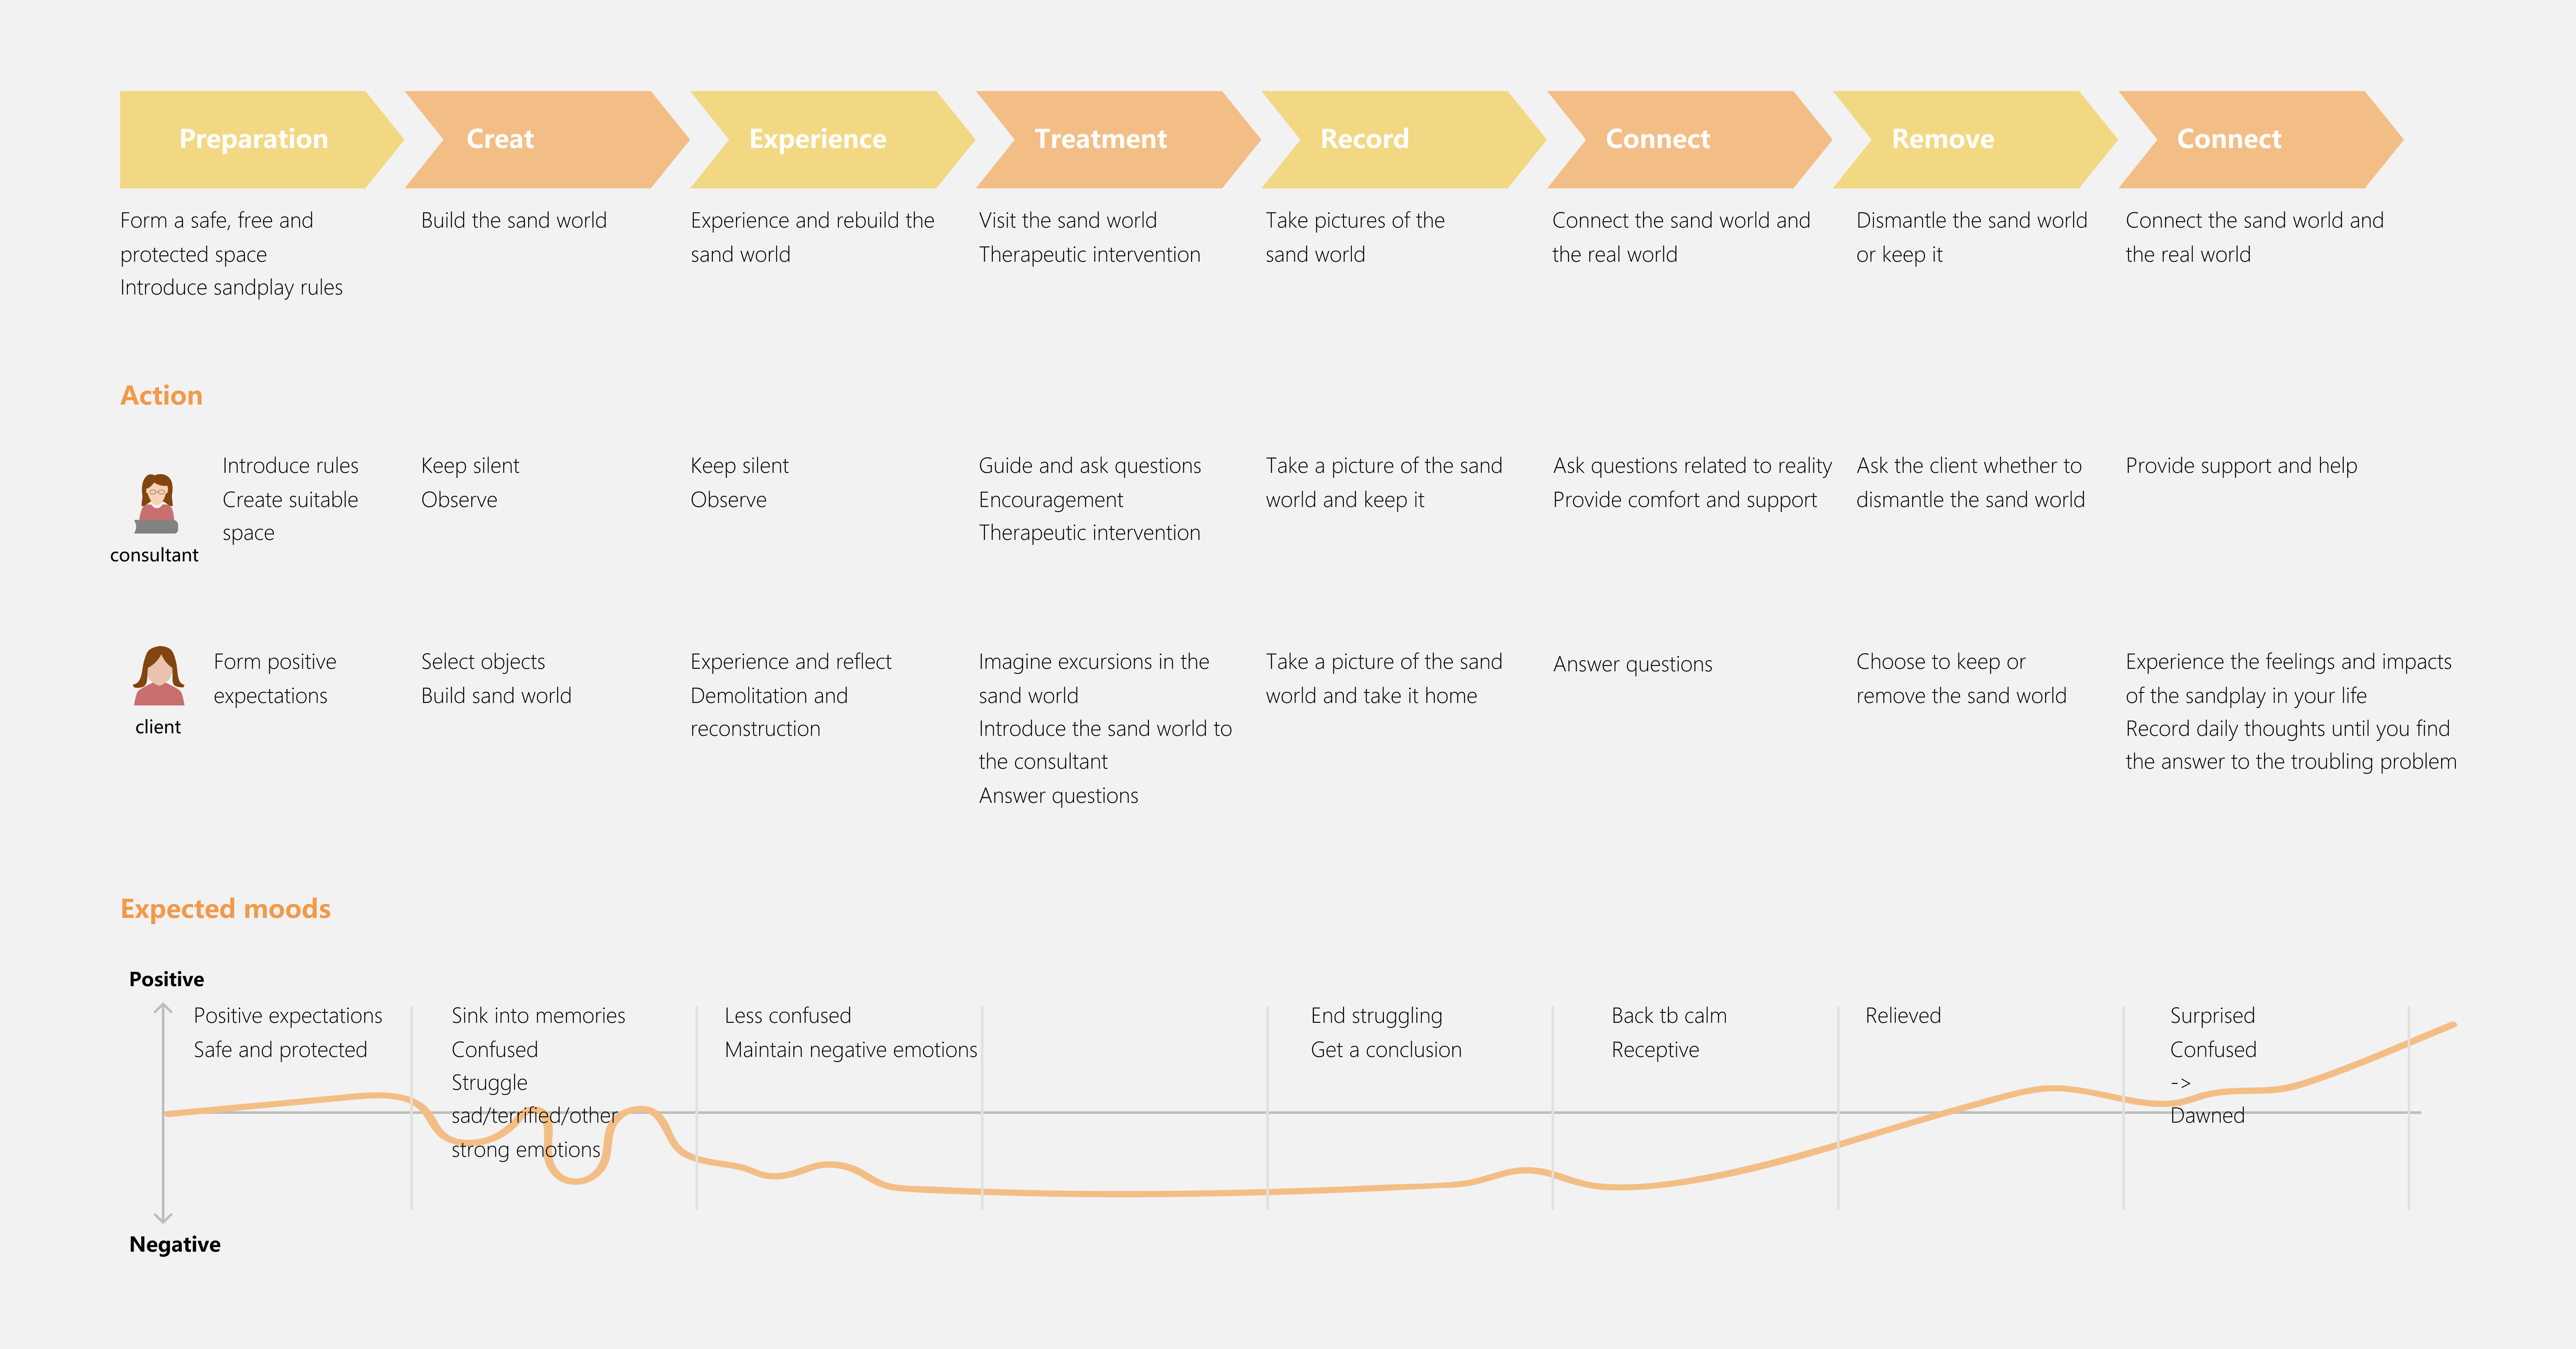 Preparation
Creat
Experience
Treatment
Record
Connect
Remove
Connect
Form a safe, free and
protected space
Introduce sandplay rules
Build the sand world
Experience and rebuild the
sand world
Visit the sand world
Therapeutic intervention
Take pictures of the
sand world
Connect the sand world and
the real world
Dismantle the sand world
or keep it
Connect the sand world and
the real world
Action
consultant
Introduce rules
Create suitable
space
Keep silent
Observe
Keep silent
Observe
Guide and ask questions
Encouragement
Therapeutic intervention
Take a picture of the sand
world and keep it
Ask questions related to reality
Provide comfort and support
Ask the client whether to
dismantle the sand world
Provide support and help
client
Form positive
expectations
Select objects
Build sand world
Experience and reflect
Demolitation and
reconstruction
Imagine excursions in the
sand world
Introduce the sand world to
the consultant
Answer questions
Take a picture of the sand
world and take it home
Answer questions
Choose to keep or
remove the sand world
Experience the feelings and impacts
of the sandplay in your life
Record daily thoughts until you find
the answer to the troubling problem
Expected moods
Positive
Positive expectations
Safe and protected
Sink into memories
Confused
Struggle
sad/terrified/other
strong emotions
Less confused
Maintain negative emotions
End struggling
Get a conclusion
Back tb calm
Receptive
Relieved
Surprised
Confused
->
Dawned
Negative